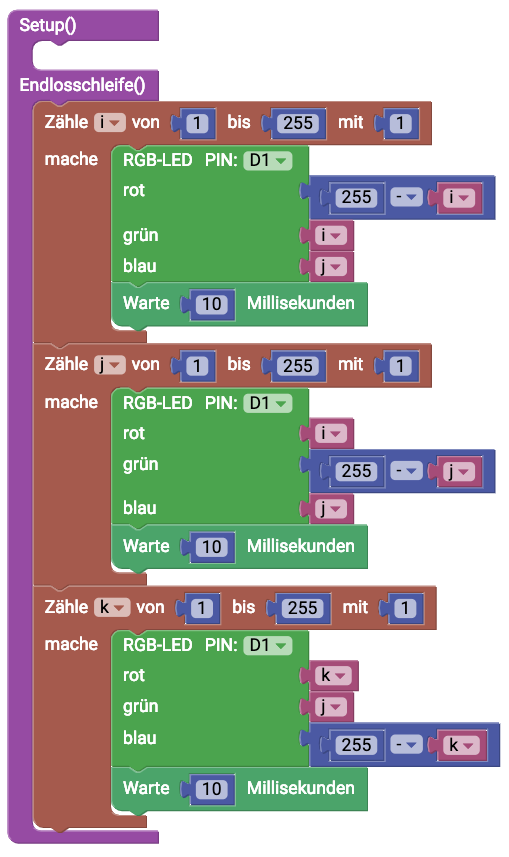 Setup()
Endlosschleife()
Zähle i von 1 bis 255 mit 1
mache RGB-LED PIN: D1
rot 255 - i
grün i
blau j
Warte 10 Millisekunden
Zähle j von 1 bis 255 mit 1
mache RGB-LED PIN: D1
rot i
grün 255 - j
blau j
Warte 10 Millisekunden
Zähle k von 1 bis 255 mit 1
mache RGB-LED PIN: D1
rot k
grün j
blau 255 - k
Warte 10 Millisekunden